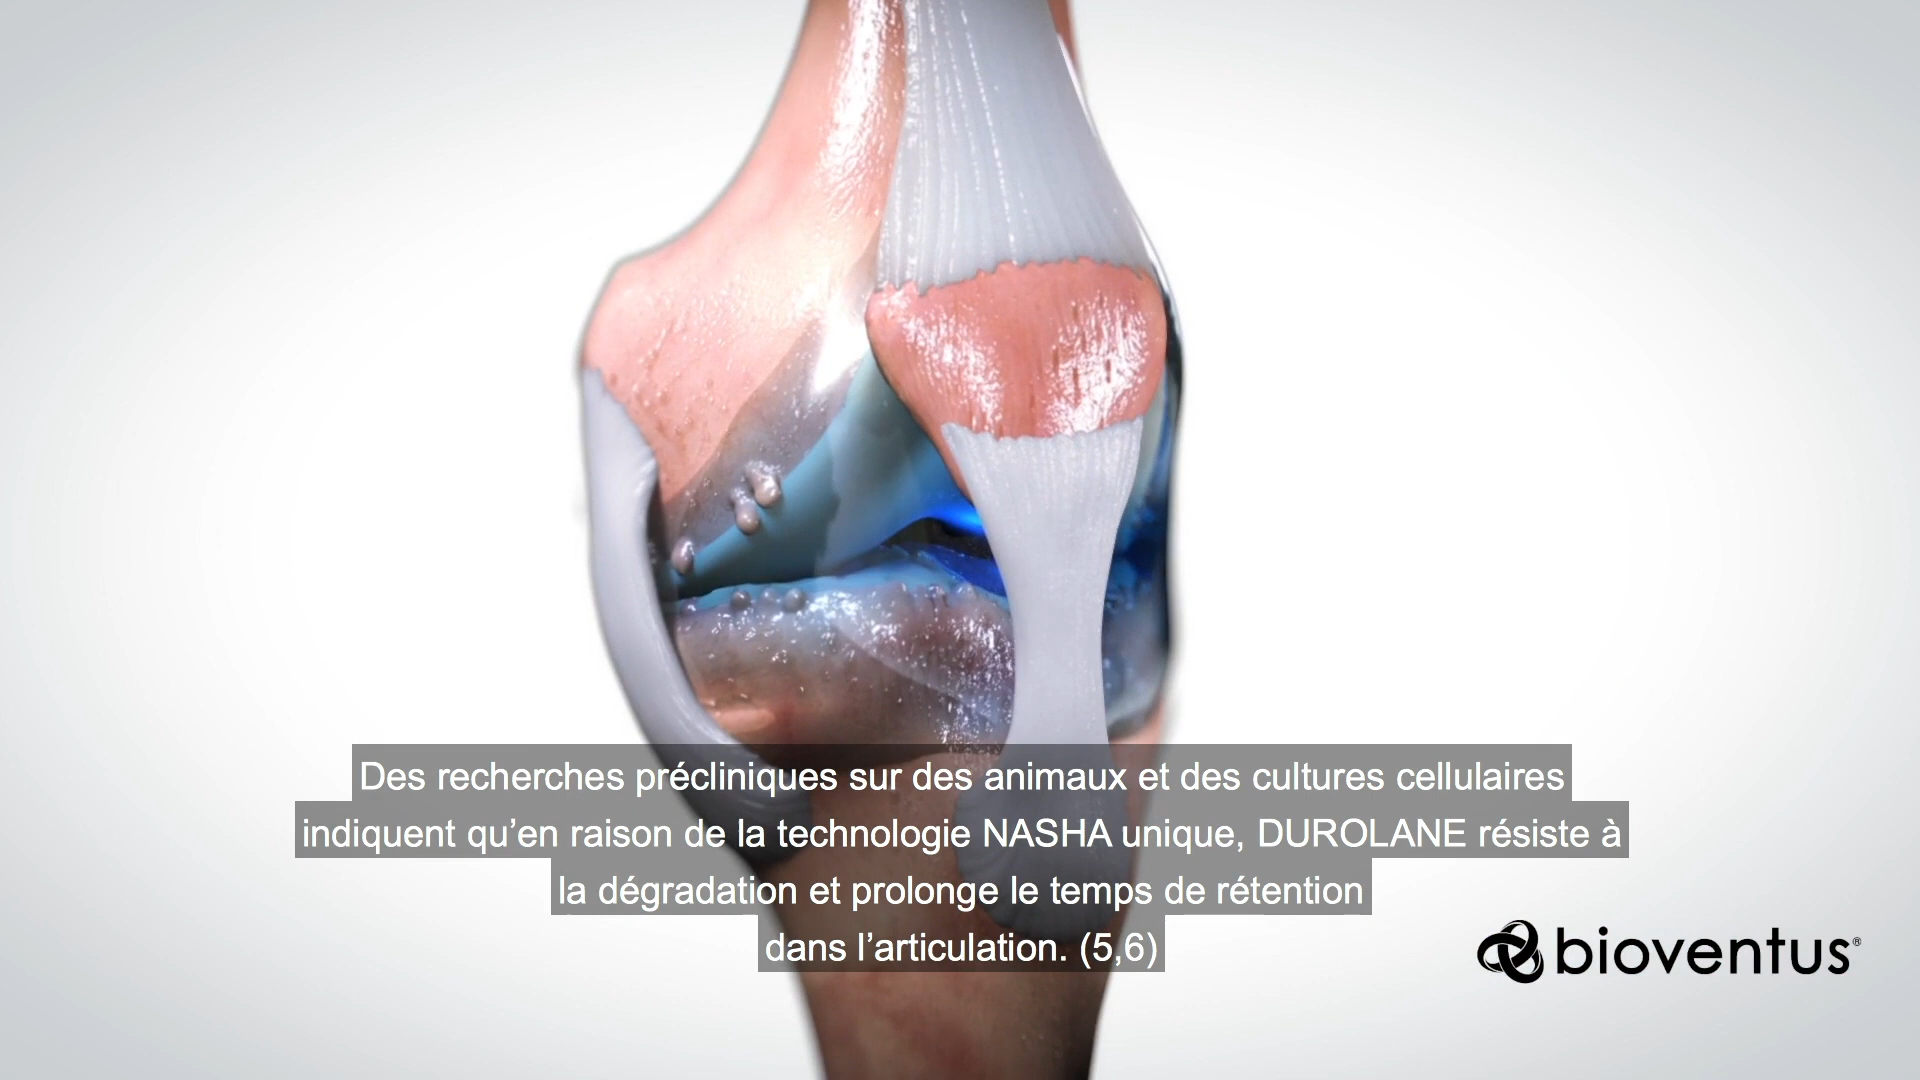 Des recherches précliniques sur des animaux et des cultures cellulaires
indiquent qu’en raison de la technologie NASHA unique, DUROLANE résiste à
la dégradation et prolonge le temps de rétention
dans l’articulation. (5,6)
bioventus®